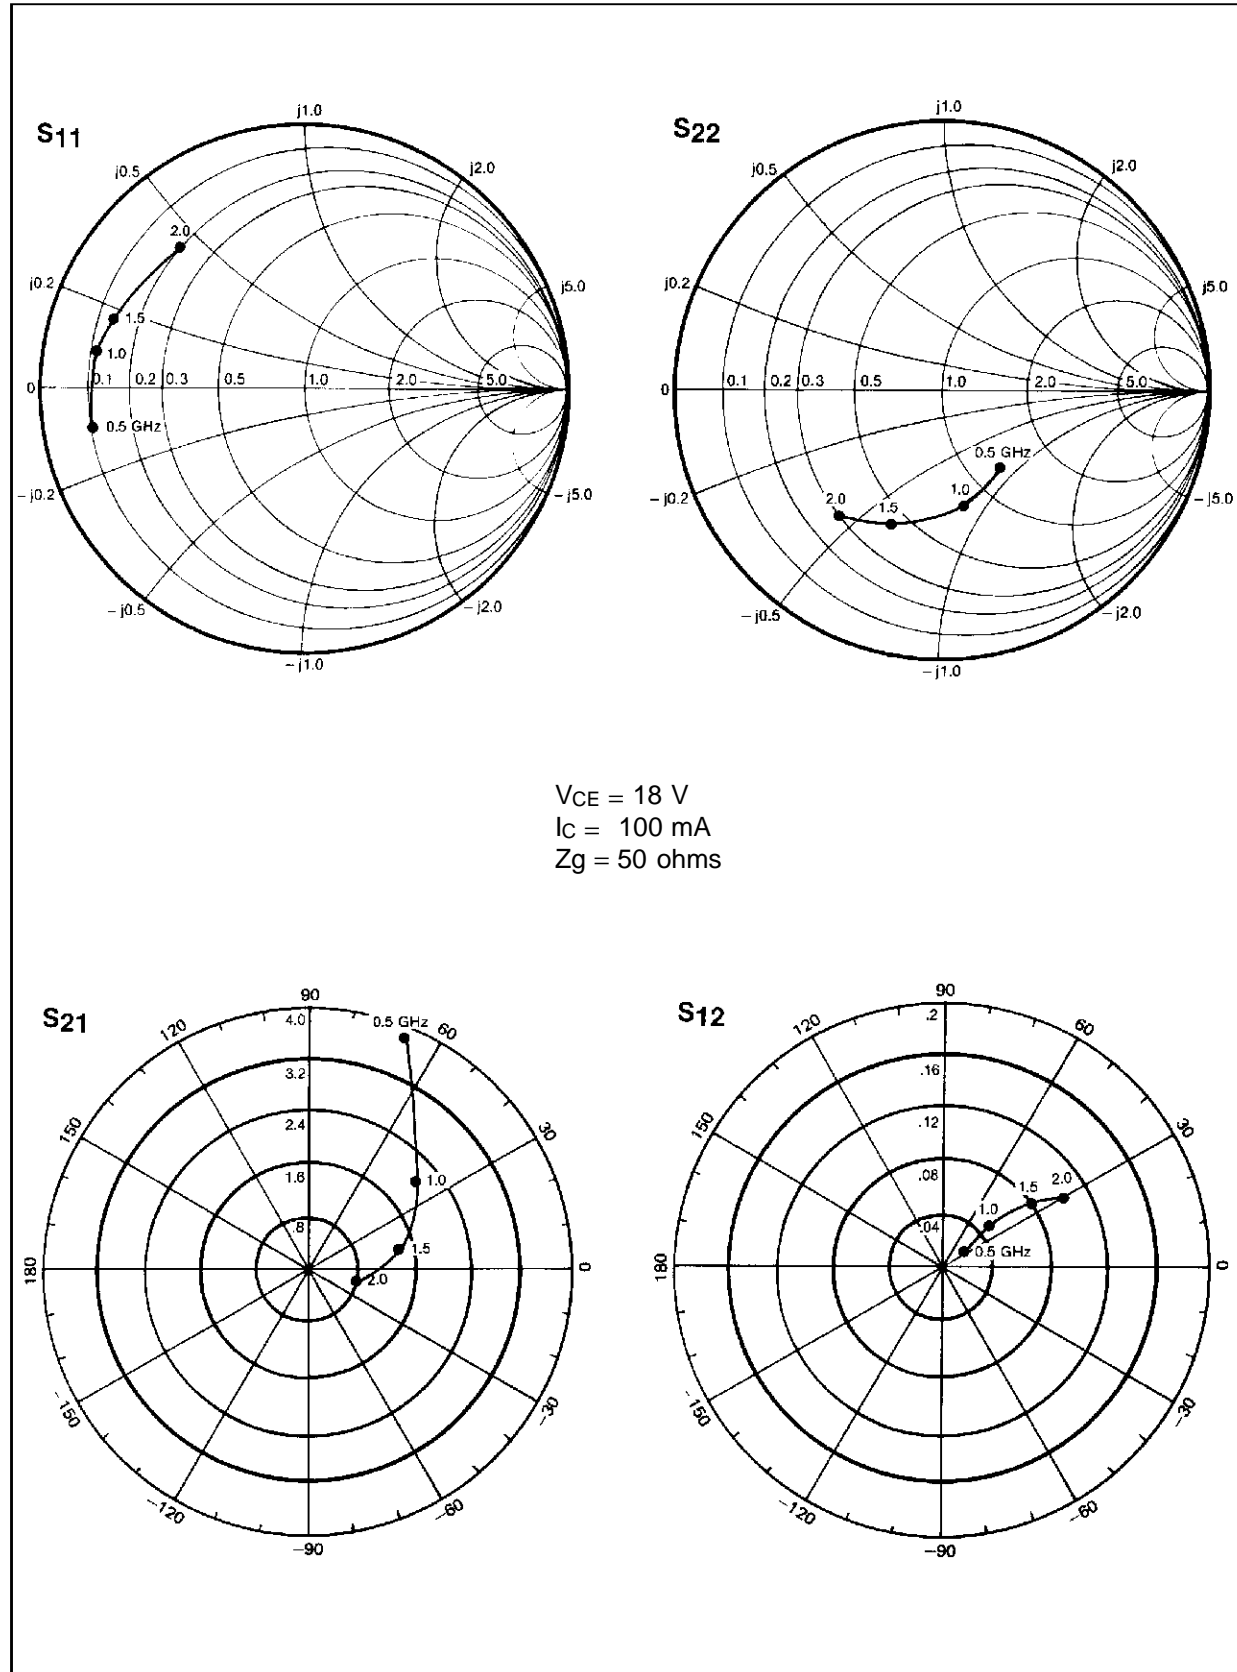 S11
j1.0
j0.5
j2.0
2.0
j0.2
j5.0
1.5
1.0
0
0.1
0.2
0.3
0.5
1.0
2.0
5.0
0.5 GHz
-j0.2
-j5.0
-j0.5
-j2.0
-j1.0
S22
j1.0
j0.5
j2.0
j0.2
j5.0
0
0.1
0.2
0.3
0.5
1.0
2.0
5.0
0.5 GHz
-j0.2
2.0
1.5
1.0
-j5.0
-j0.5
-j2.0
-j1.0
VCE = 18 V
IC = 100 mA
Zg = 50 ohms
S21
90
120
4.0
0.5 GHz
60
3.2
2.4
150
30
1.6
1.0
.8
1.5
180
2.0
0
-150
-30
-120
-60
-90
S12
90
120
.2
60
.16
.12
150
30
.08
1.5
2.0
1.0
.04
0.5 GHz
180
0
-150
-30
-120
-60
-90